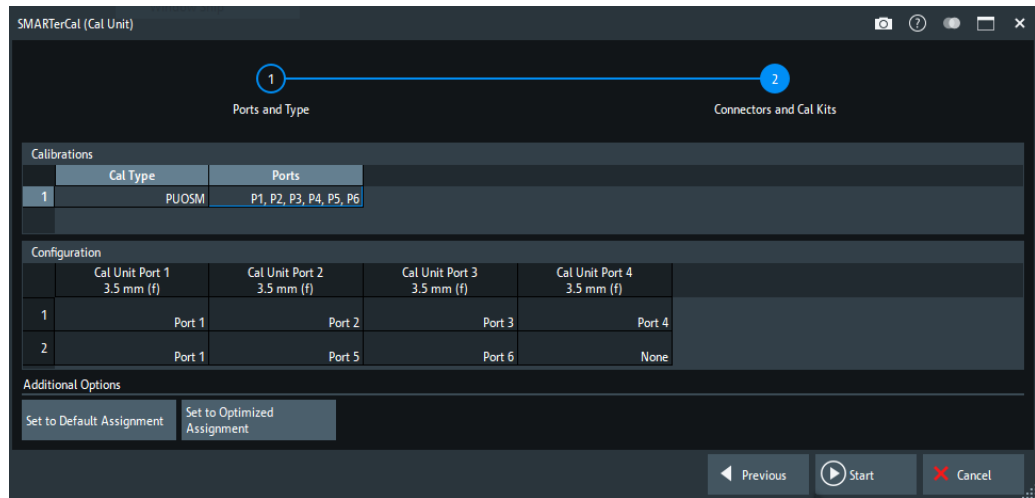 SMARTerCal (Cal Unit)
1
2
Ports and Type
Connectors and Cal Kits
Calibrations
Cal Type Ports
1 PUOSM P1, P2, P3, P4, P5, P6
Configuration
Cal Unit Port 1 Cal Unit Port 2 Cal Unit Port 3 Cal Unit Port 4
3.5 mm (f) 3.5 mm (f) 3.5 mm (f) 3.5 mm (f)
1 Port 1 Port 2 Port 3 Port 4
2 Port 1 Port 5 Port 6 None
Additional Options
Set to Default Assignment
Set to Optimized
Assignment
Previous Start Cancel